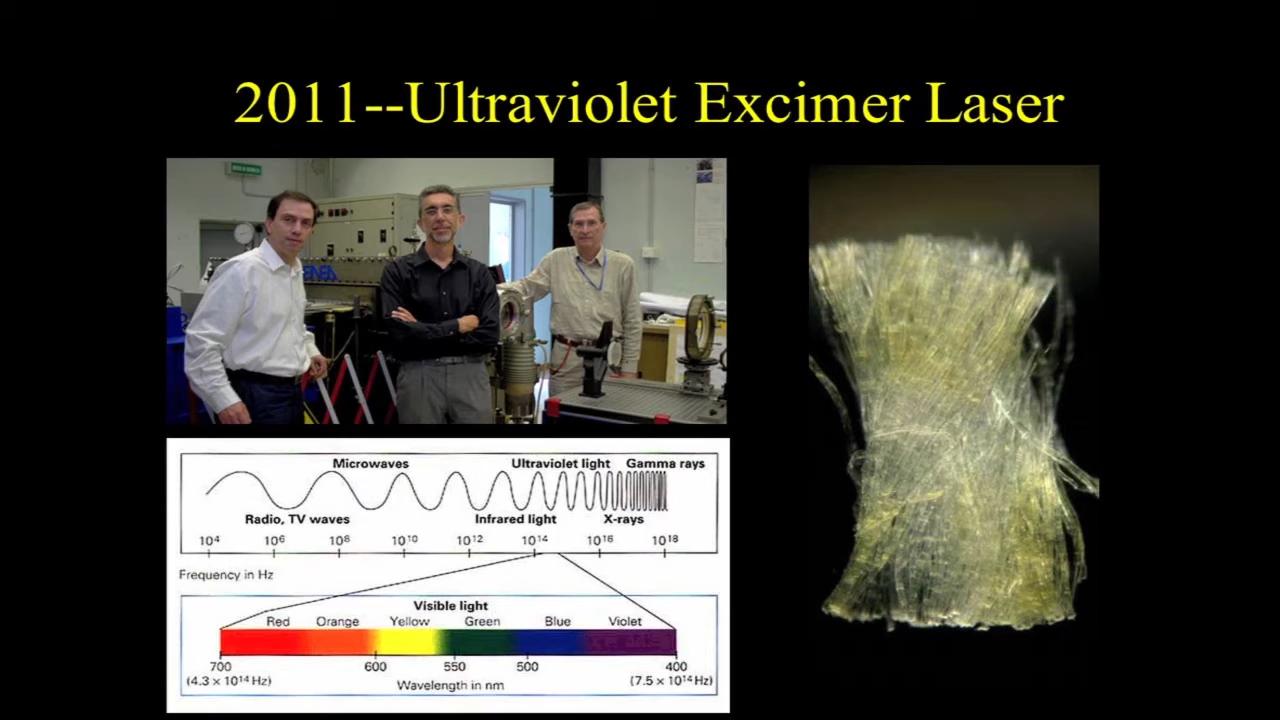 2011--Ultraviolet Excimer Laser
Microwaves Ultraviolet light Gamma rays
Radio, TV waves Infrared light X-rays
10⁴ 10⁶ 10⁸ 10¹⁰ 10¹² 10¹⁴ 10¹⁶ 10¹⁸
Frequency in Hz
Visible light
Red Orange Yellow Green Blue Violet
700 600 550 500 400
(4.3 × 10¹⁴ Hz) Wavelength in nm (7.5 × 10¹⁴ Hz)